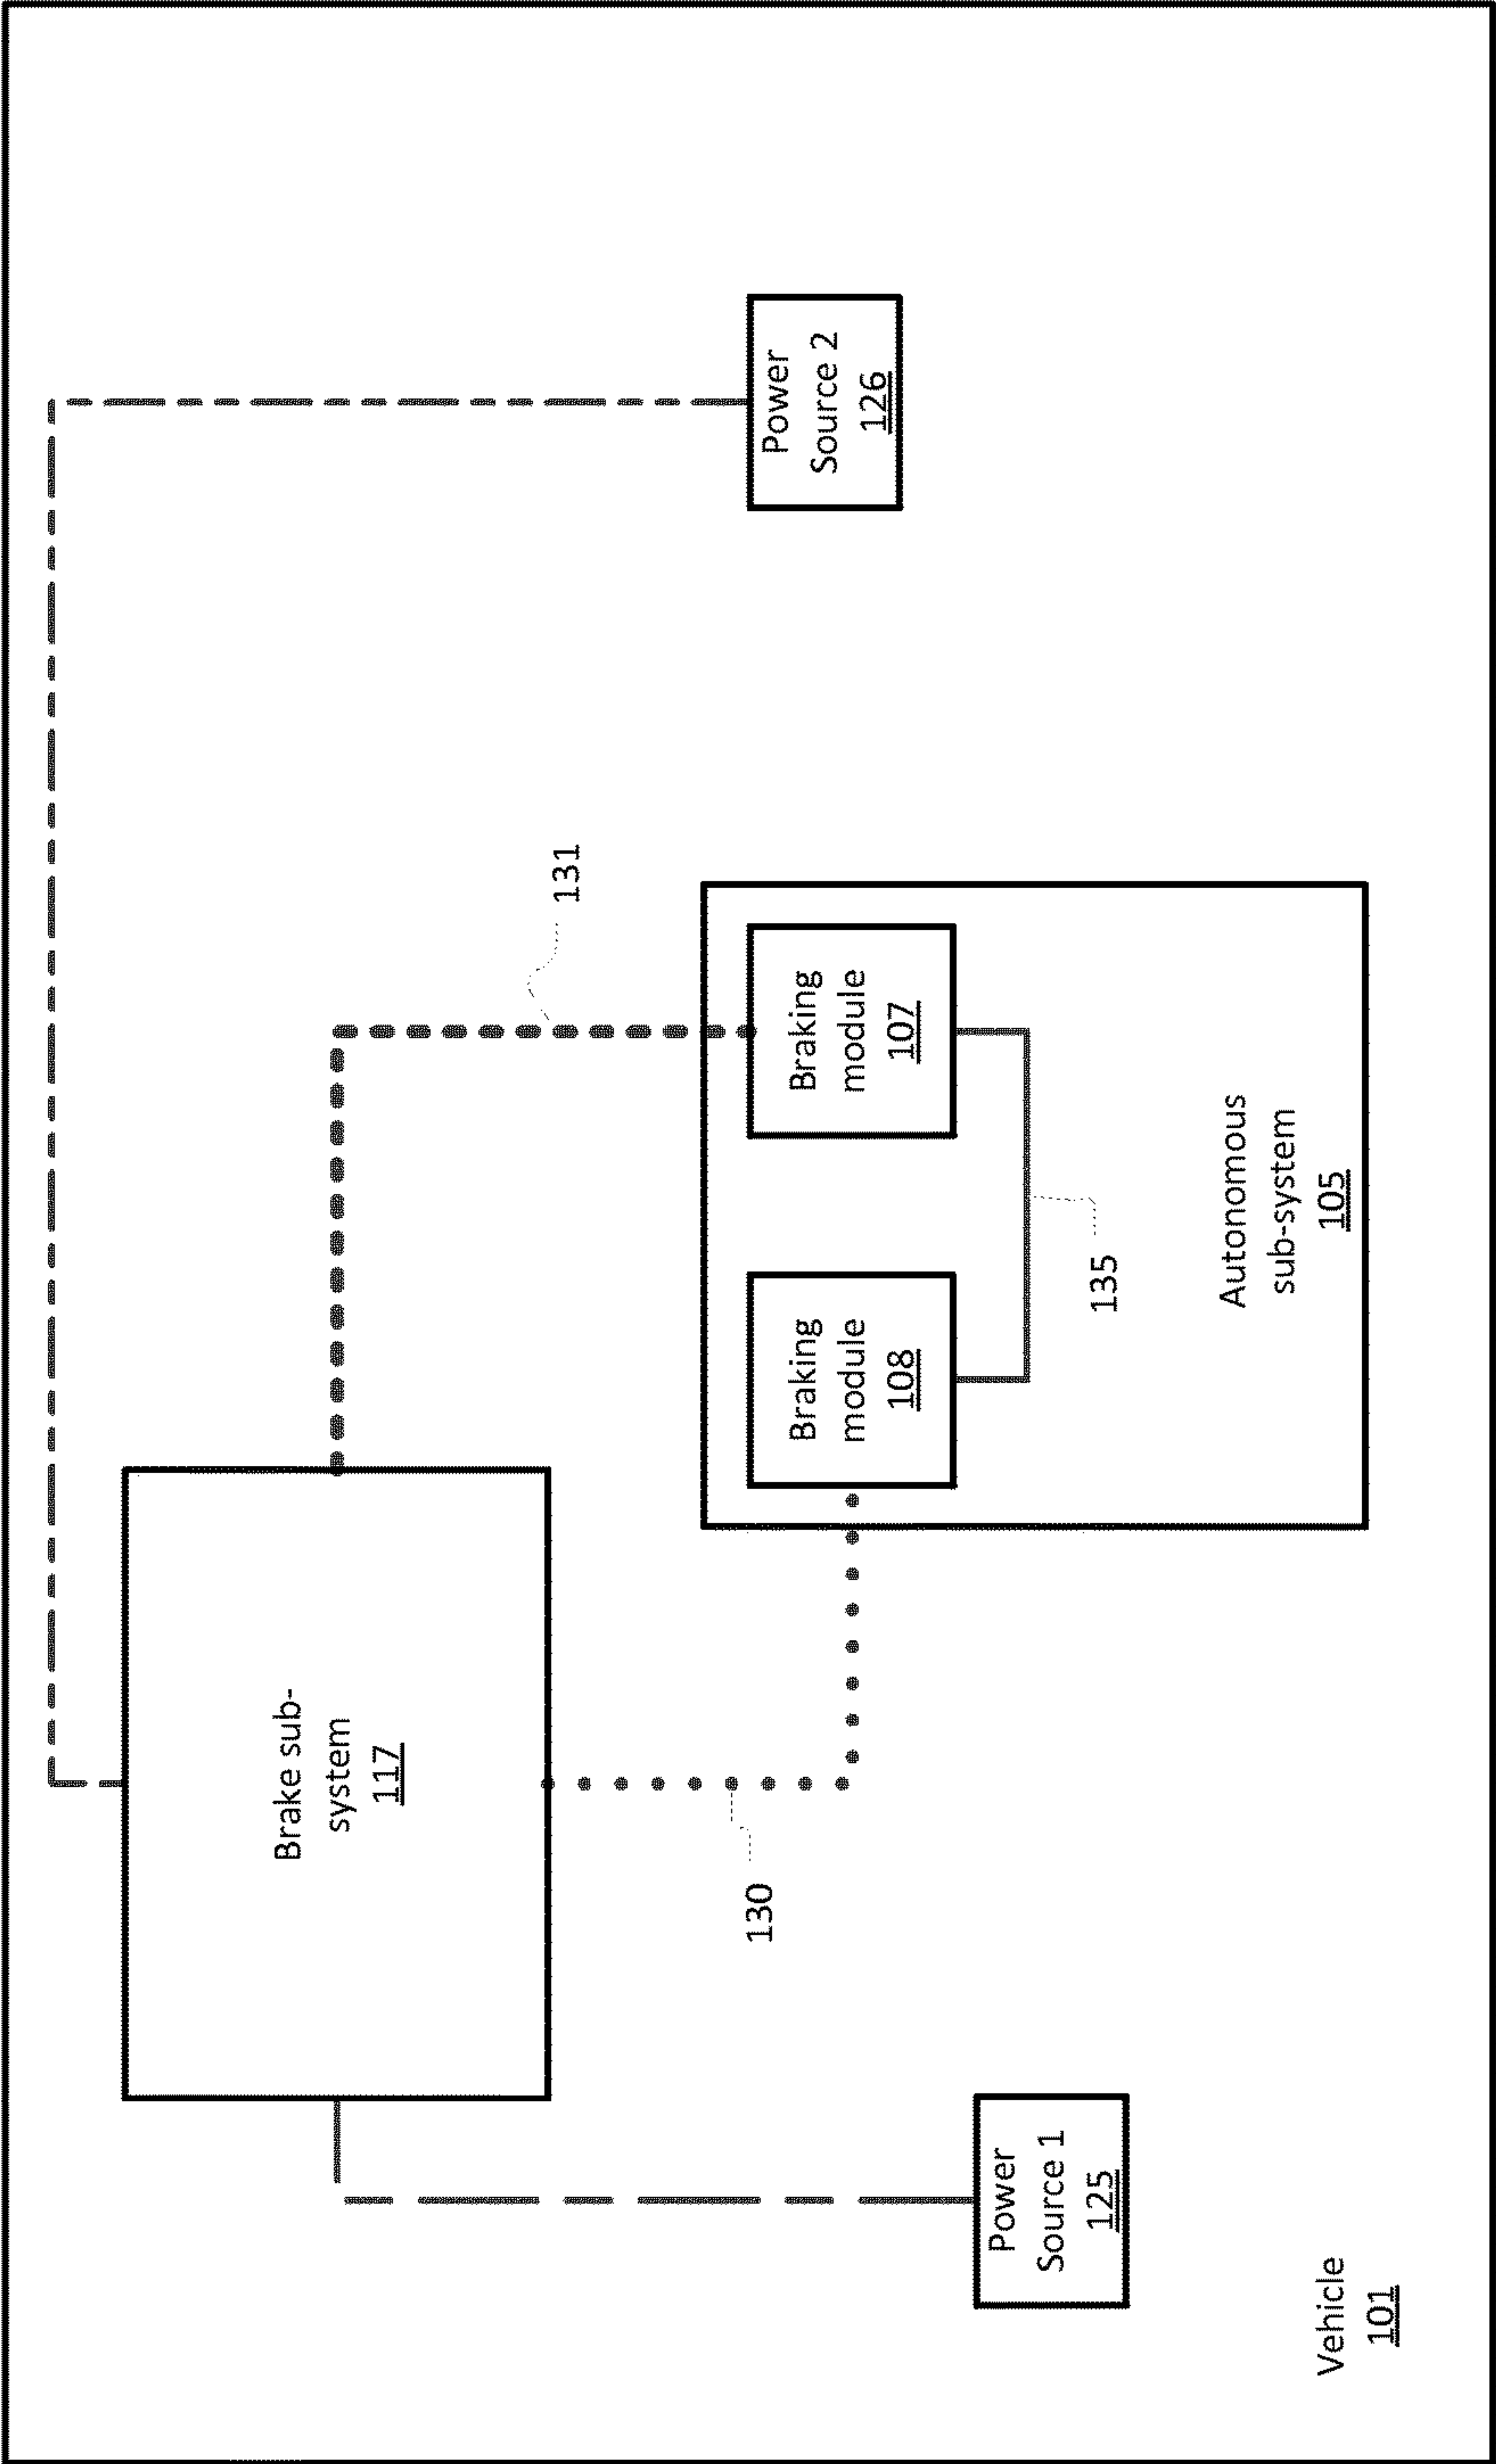 Brake sub-
system
117
131
Power
Source 2
126
130
Braking
module
108
Braking
module
107
135
Autonomous
sub-system
105
Power
Source 1
125
Vehicle
101